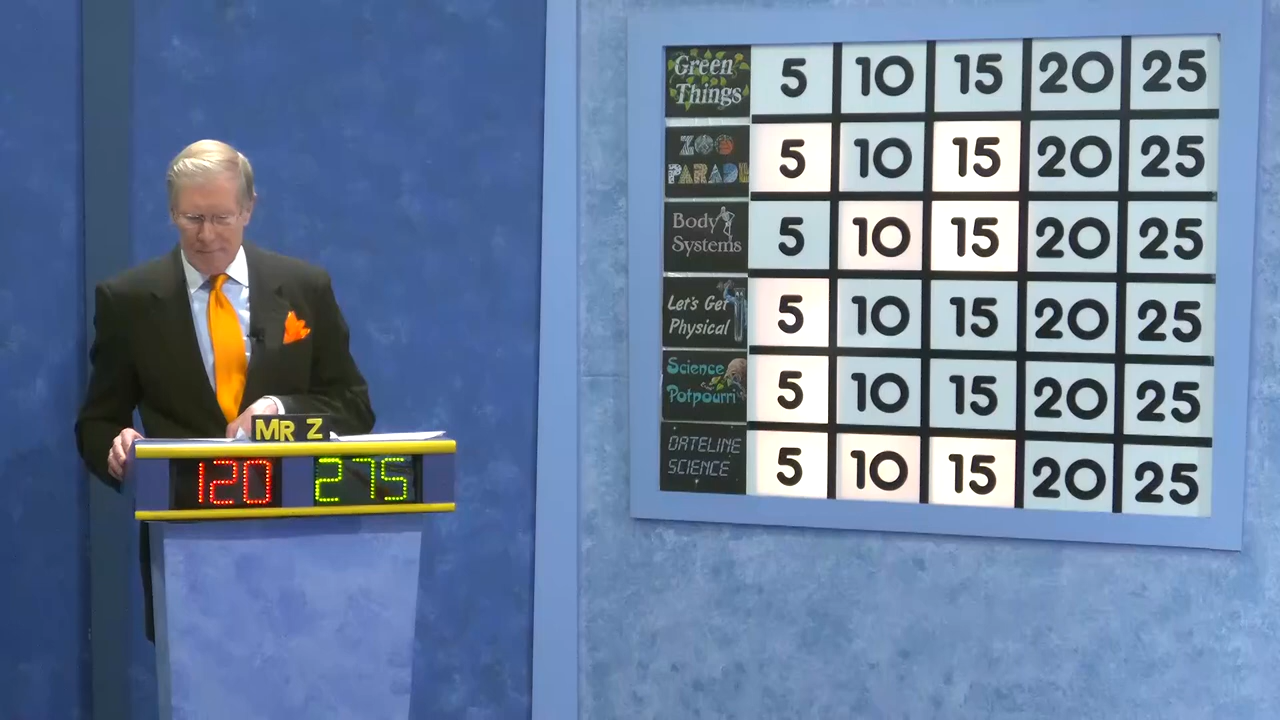 Green Things 5 10 15 20 25
ZOO PARADE 5 10 15 20 25
Body Systems 5 10 15 20 25
Let's Get Physical 5 10 15 20 25
Science Potpourri 5 10 15 20 25
DATELINE SCIENCE 5 10 15 20 25
MR Z
120 275